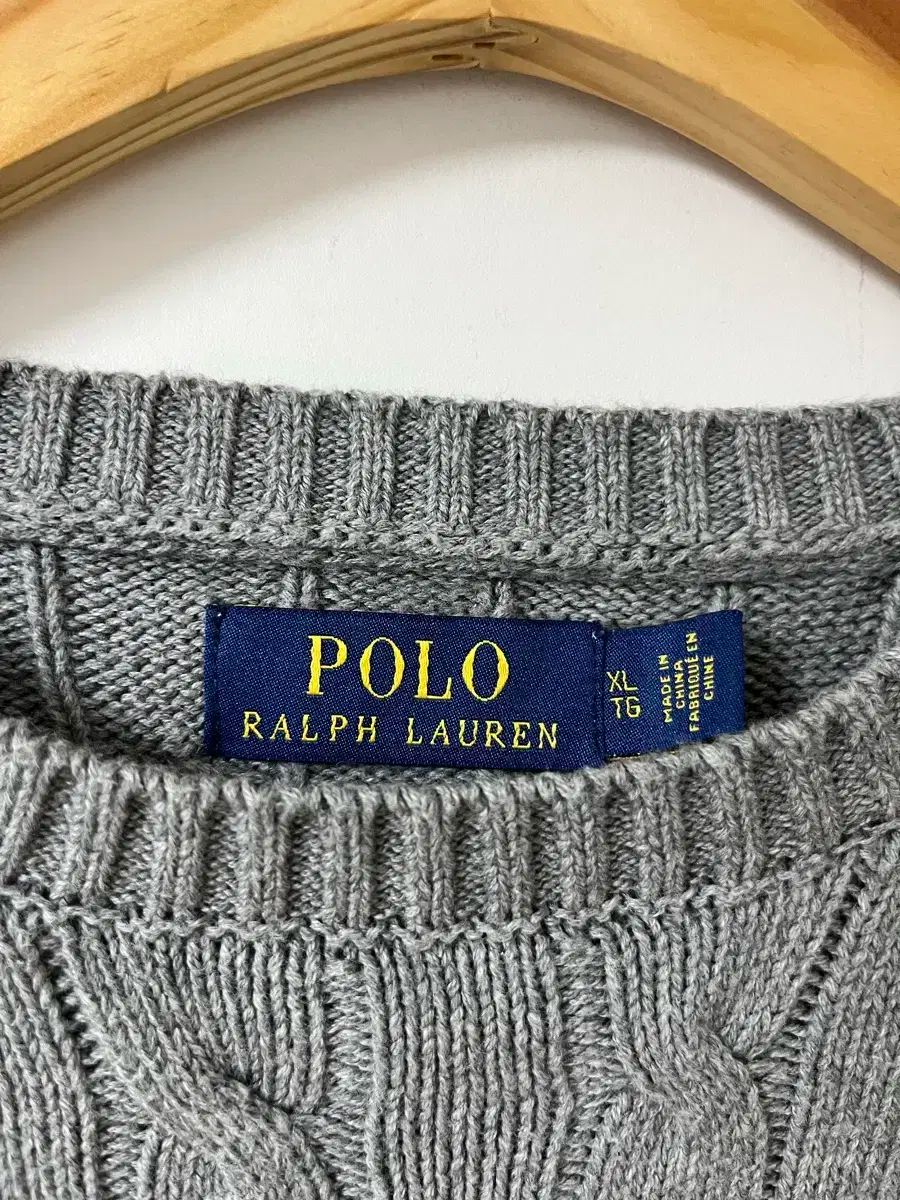 POLO
RALPH LAUREN
XL
TG
MADE IN
CHINA
FABRIQUÉ EN
CHINE